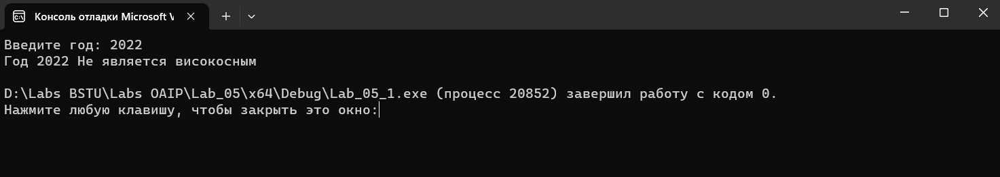 Консоль отладки Microsoft V
Введите год: 2022
Год 2022 Не является високосным
D:\Labs BSTU\Labs OAIP\Lab_05\x64\Debug\Lab_05_1.exe (процесс 20852) завершил работу с кодом 0.
Нажмите любую клавишу, чтобы закрыть это окно: